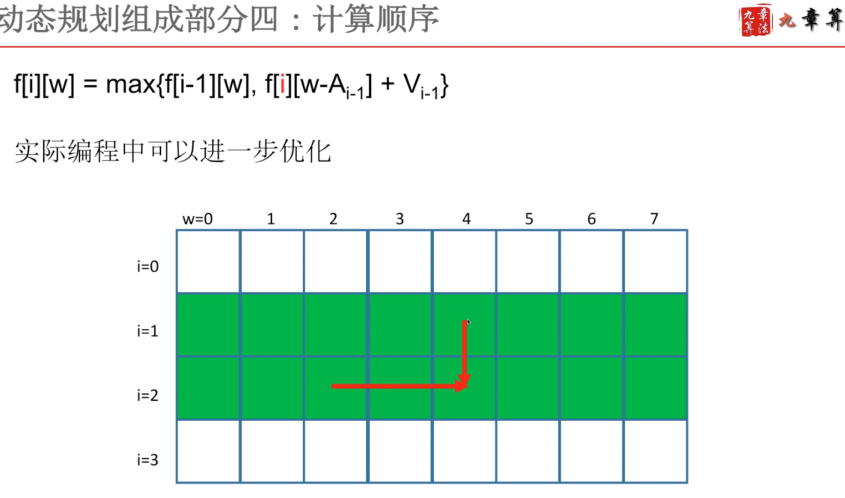 动态规划组成部分四：计算顺序
九章算法 九章算
f[i][w] = max{f[i-1][w], f[i][w-Ai-1] + Vi-1}
实际编程中可以进一步优化
w=0 1 2 3 4 5 6 7
i=0
i=1
i=2
i=3